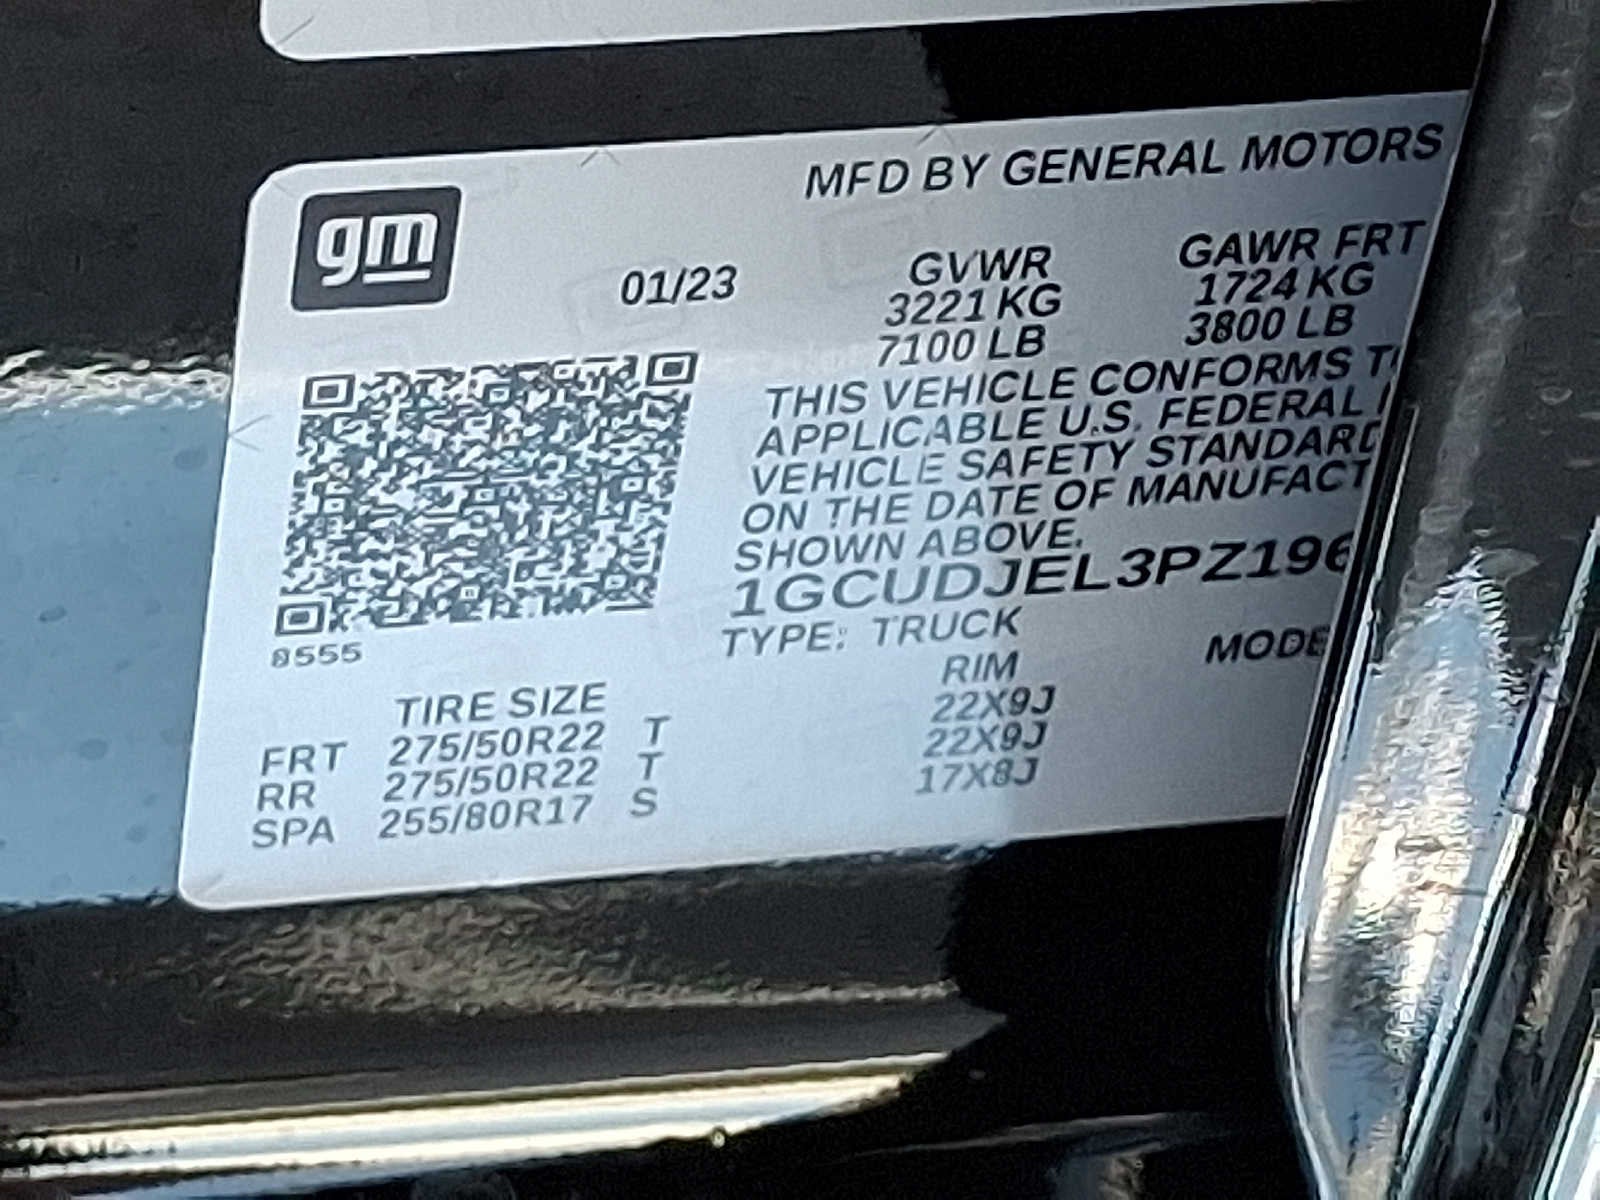 gm
MFD BY GENERAL MOTORS
01/23 GVWR GAWR FRT
3221 KG 1724 KG
7100 LB 3800 LB
THIS VEHICLE CONFORMS T
APPLICABLE U.S. FEDERAL
VEHICLE SAFETY STANDARD
ON THE DATE OF MANUFACT
SHOWN ABOVE.
1GCUDJEL3PZ196
8555
TYPE: TRUCK MODE
TIRE SIZE RIM
FRT 275/50R22 T 22X9J
RR 275/50R22 T 22X9J
SPA 255/80R17 S 17X8J